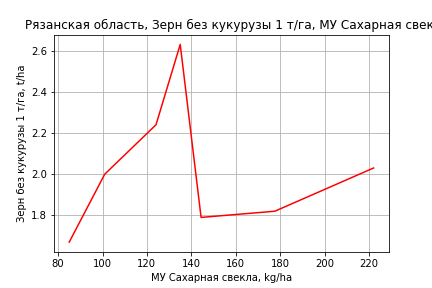 Рязанская область, Зерн без кукурузы 1 т/га, МУ Сахарная свек
2.6
2.4
2.2
2.0
1.8
Зерн без кукурузы 1 т/га, t/ha
80 100 120 140 160 180 200 220
МУ Сахарная свекла, kg/ha